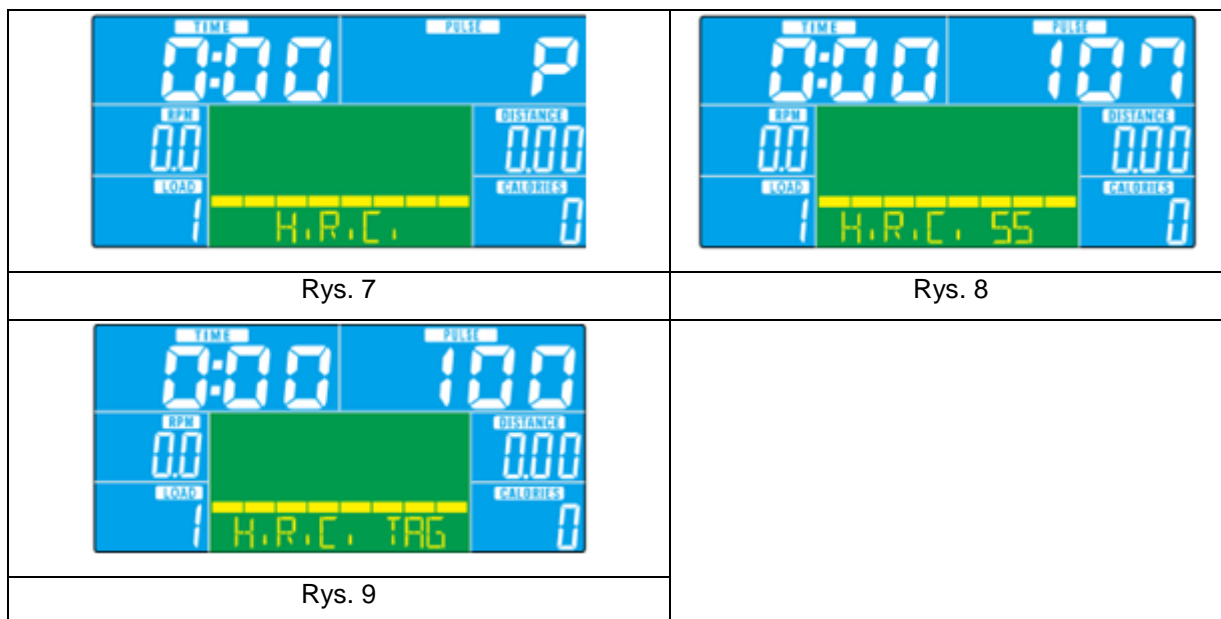 TIME PULSE
0:00 P
RPM DISTANCE
0.0 0.00
LOAD CALORIES
1 0
H.R.C.
Rys. 7
TIME PULSE
0:00 107
RPM DISTANCE
0.0 0.00
LOAD CALORIES
1 0
H.R.C. 55
Rys. 8
TIME PULSE
0:00 100
RPM DISTANCE
0.0 0.00
LOAD CALORIES
1 0
H.R.C. TAG
Rys. 9